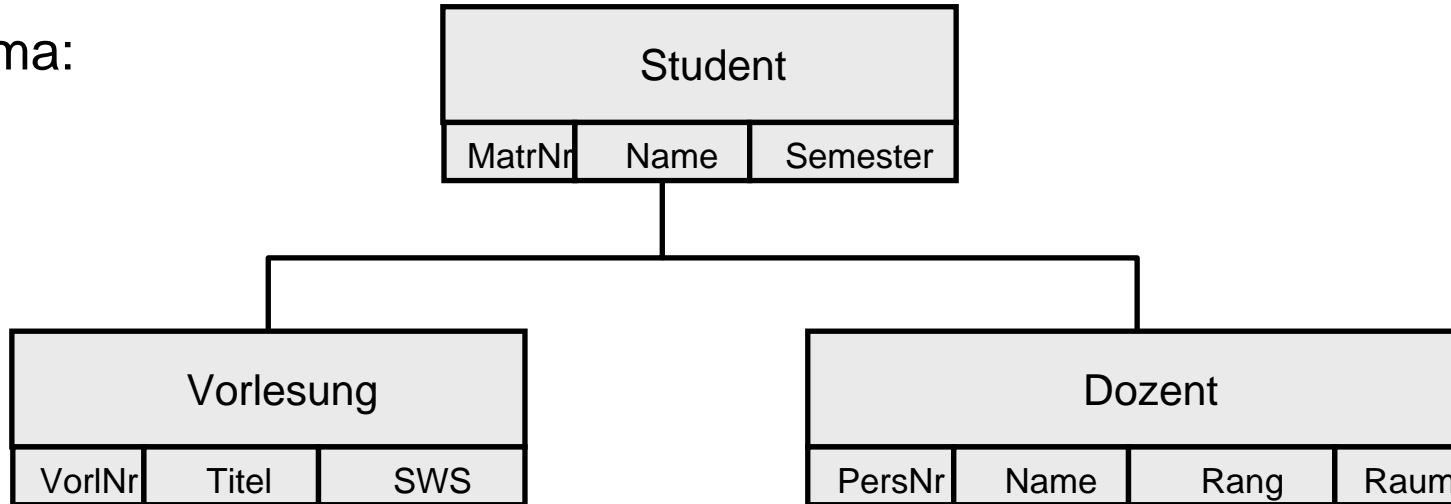 ma:
Student
MatrNr Name Semester
Vorlesung
VorlNr Titel SWS
Dozent
PersNr Name Rang Raum